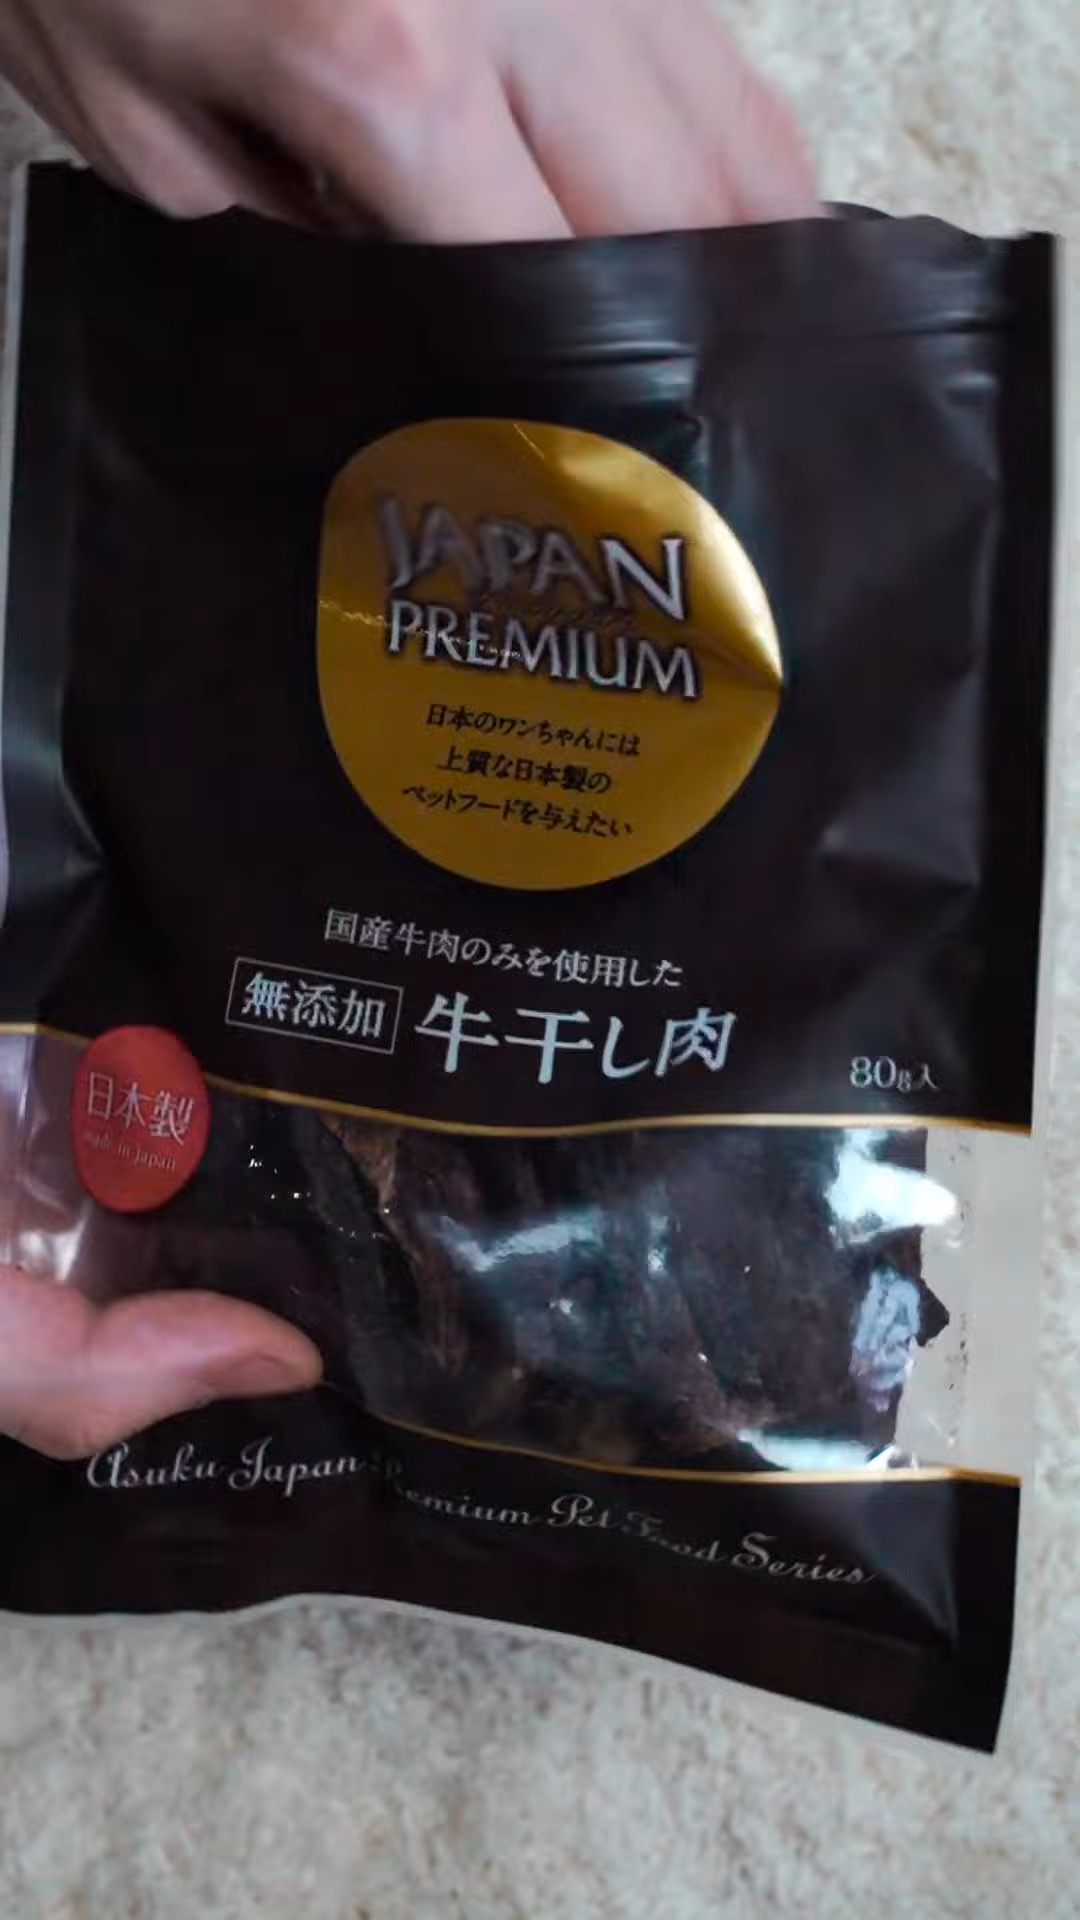 JAPAN
PREMIUM
日本のワンちゃんには
上質な日本製の
ペットフードを与えたい
国産牛肉のみを使用した
無添加 牛干し肉
80g入
日本製
made in Japan
Asuku Japan Premium Pet Food Series